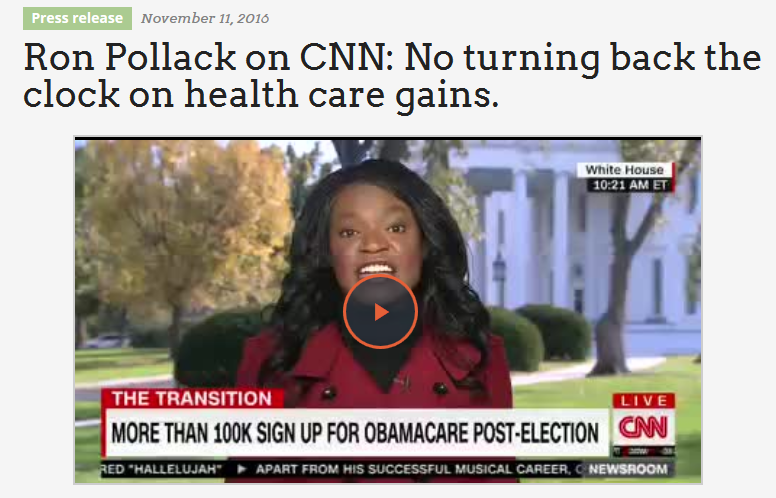 Press release November 11, 2016
Ron Pollack on CNN: No turning back the
clock on health care gains.
White House
10:21 AM ET
THE TRANSITION
LIVE
MORE THAN 100K SIGN UP FOR OBAMACARE POST-ELECTION
CNN
RED "HALLELUJAH" ▶ APART FROM HIS SUCCESSFUL MUSICAL CAREER, NEWSROOM